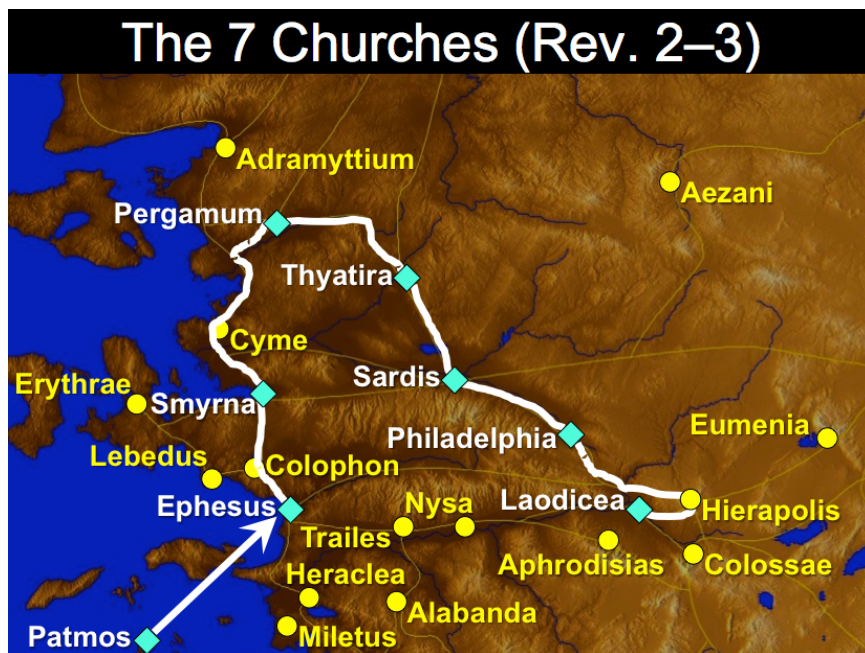 The 7 Churches (Rev. 2–3)
Adramyttium
Aezani
Pergamum
Thyatira
Cyme
Sardis
Erythrae
Smyrna
Eumenia
Philadelphia
Lebedus
Colophon
Laodicea
Ephesus
Nysa
Hierapolis
Trailes
Aphrodisias
Colossae
Heraclea
Alabanda
Patmos
Miletus